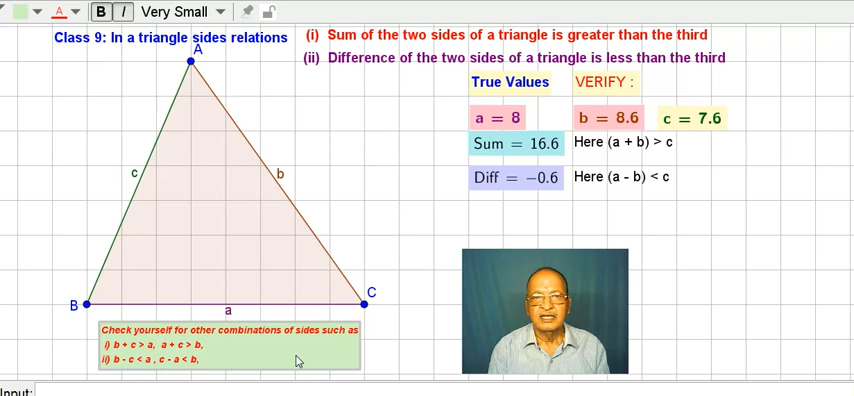 B I Very Small
Class 9: In a triangle sides relations
(i) Sum of the two sides of a triangle is greater than the third
(ii) Difference of the two sides of a triangle is less than the third
True Values VERIFY :
a = 8 b = 8.6 c = 7.6
Sum = 16.6 Here (a + b) > c
Diff = −0.6 Here (a - b) < c
A
c
b
B
C
a
Check yourself for other combinations of sides such as
i) b + c > a, a + c > b,
ii) b - c < a , c - a < b,
Input: